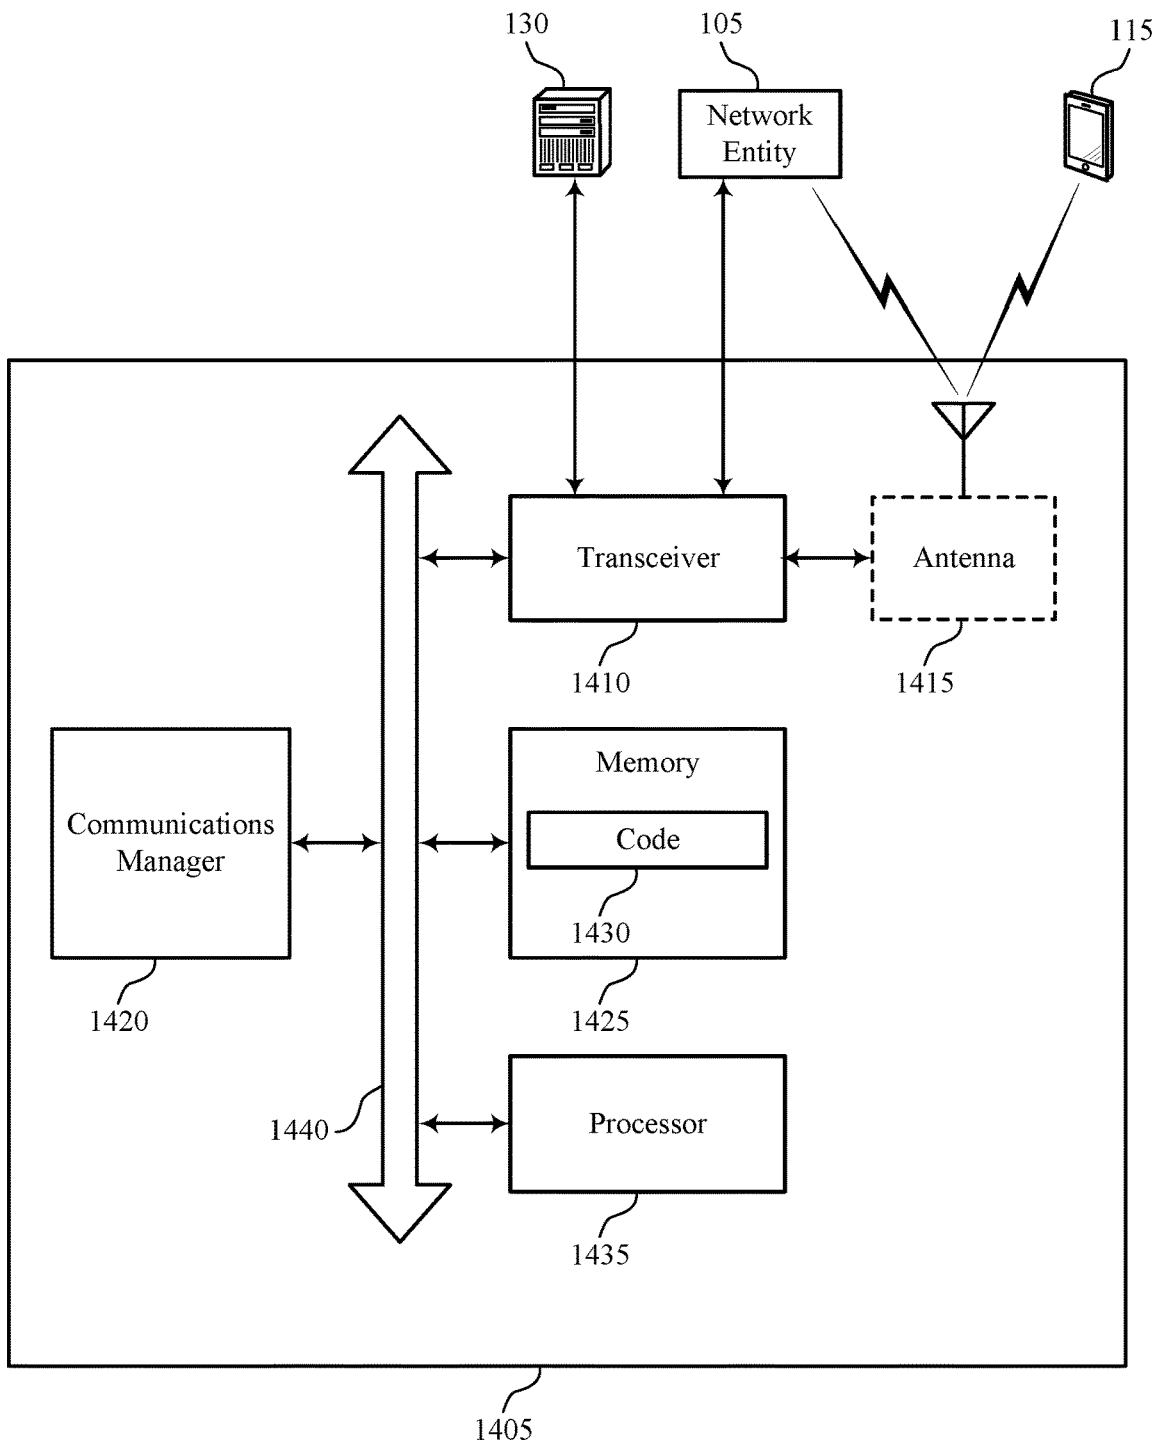 130
105
115
Network
Entity
Transceiver
Antenna
1410
1415
Communications
Manager
Memory
Code
1430
1420
1425
1440
Processor
1435
1405